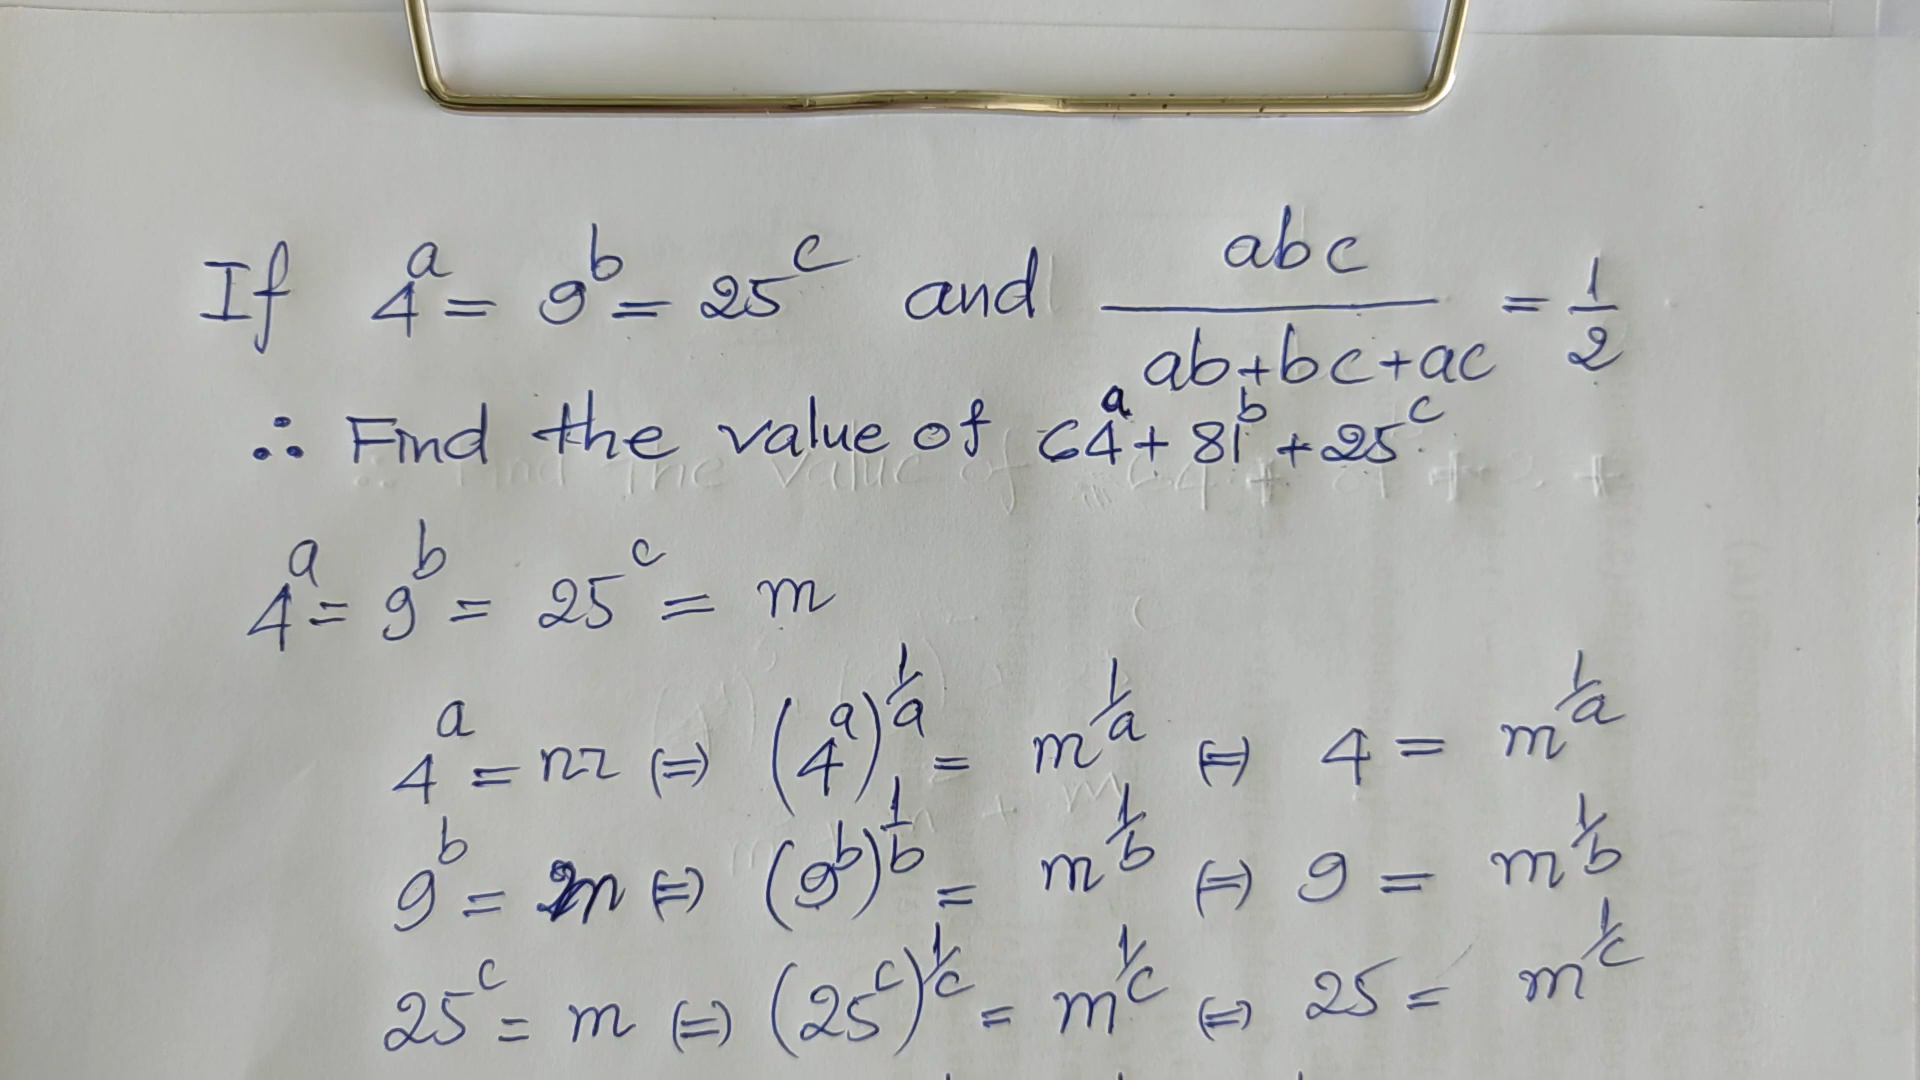 If 4^a = 9^b = 25^c and abc/(ab+bc+ac) = 1/2
∴ Find the value of 64^a + 81^b + 25^c
4^a = 9^b = 25^c = m
4^a = m ⇔ (4^a)^(1/a) = m^(1/a) ⇔ 4 = m^(1/a)
9^b = m ⇔ (9^b)^(1/b) = m^(1/b) ⇔ 9 = m^(1/b)
25^c = m ⇔ (25^c)^(1/c) = m^(1/c) ⇔ 25 = m^(1/c)